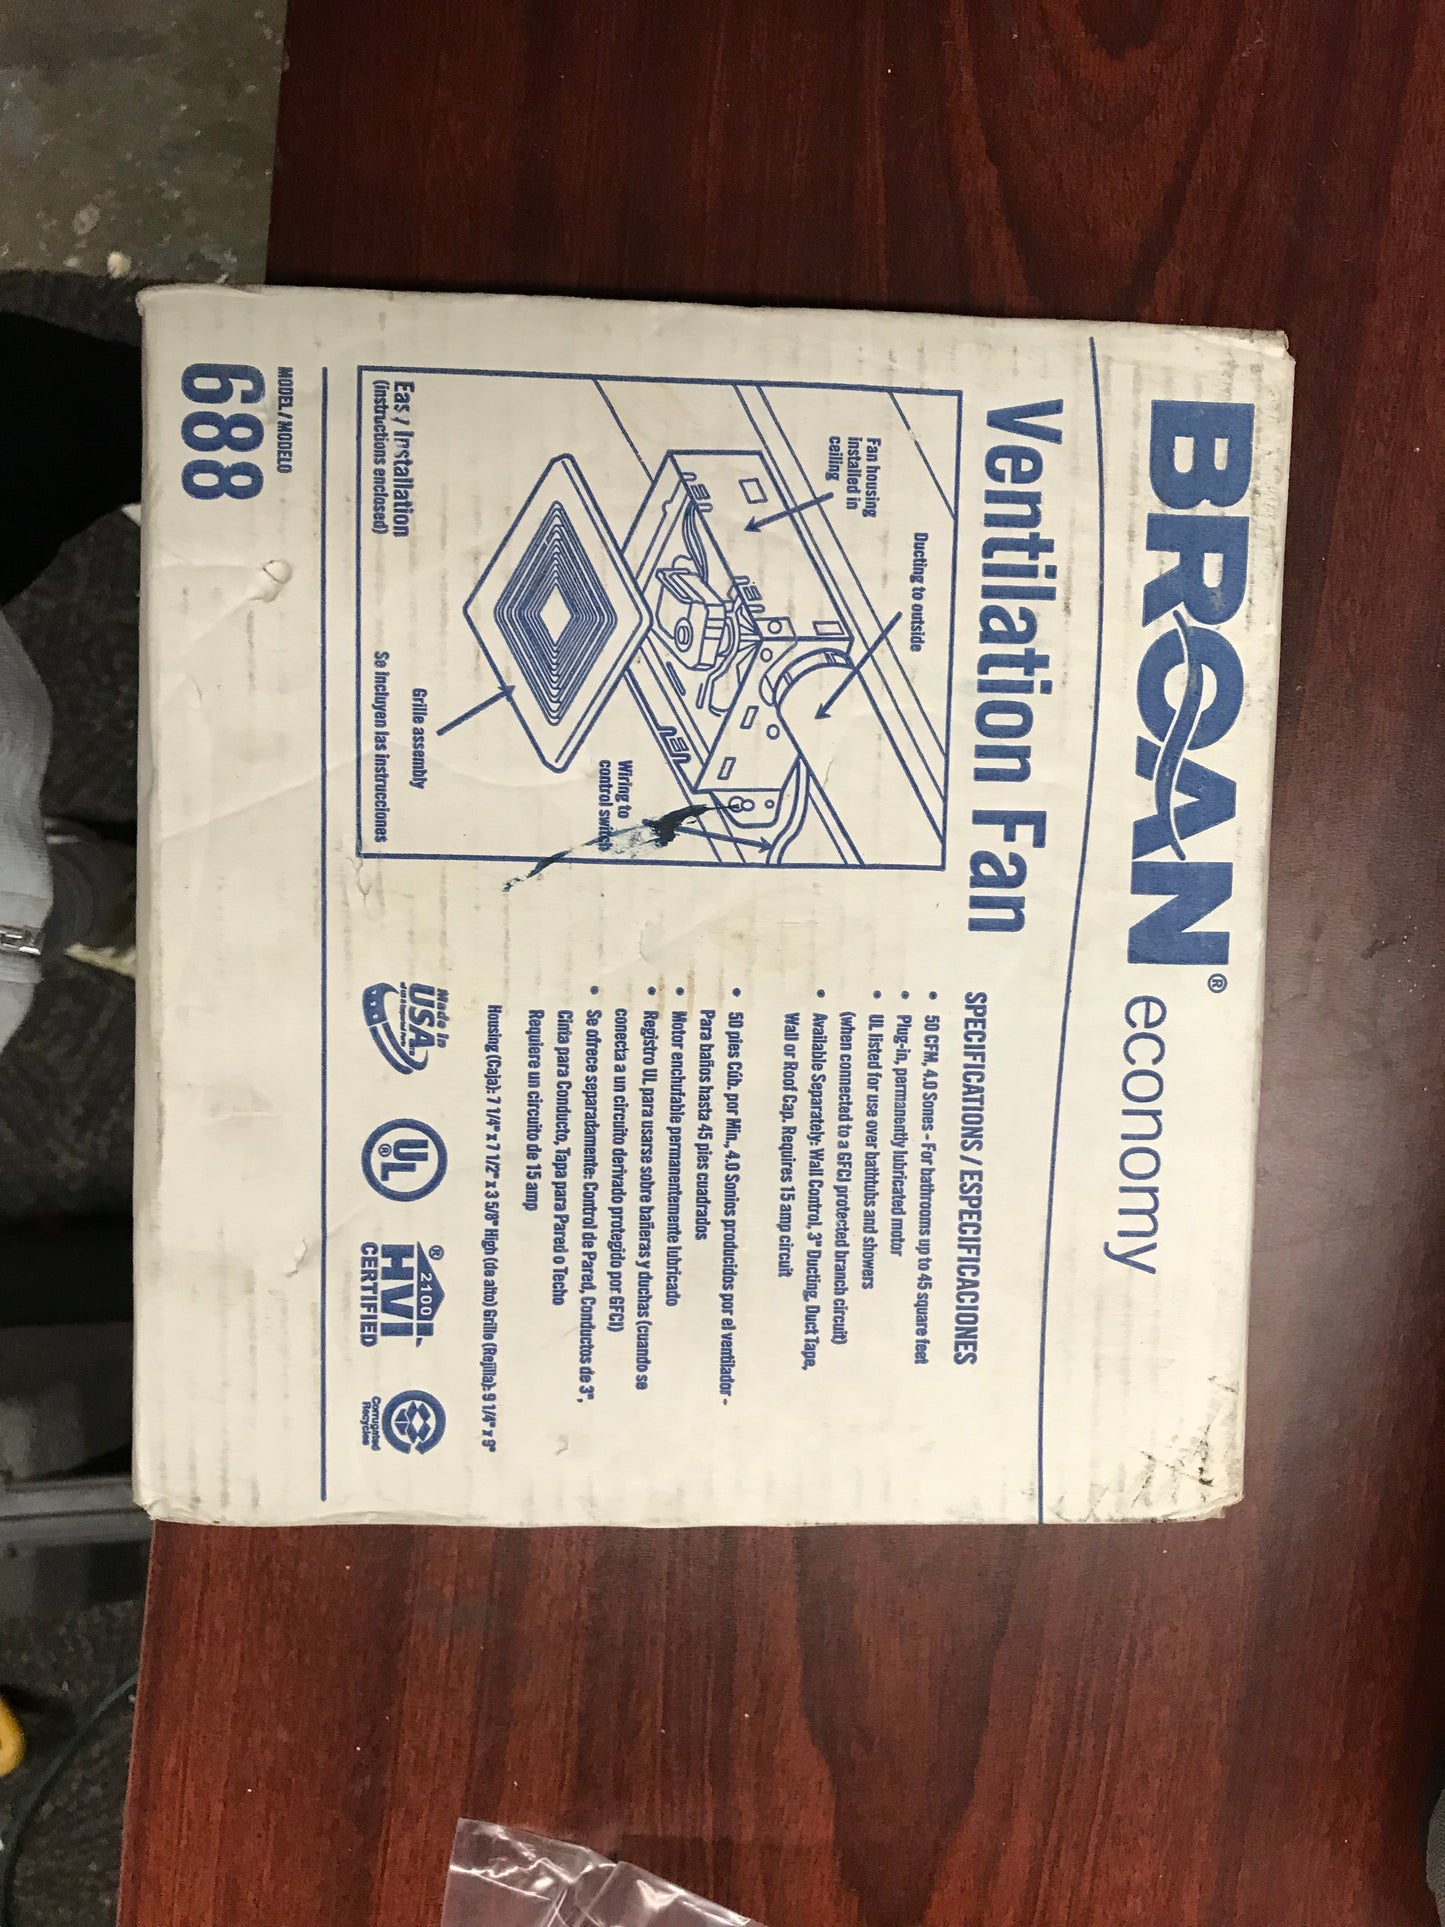 BROAN® economy
Ventilation Fan
Ducting to outside
Fan housing
installed in
ceiling
Wiring to
control switch
Grille assembly
Easy Installation
(instructions enclosed)
Se incluyen las instrucciones
SPECIFICATIONS / ESPECIFICACIONES
• 50 CFM, 4.0 Sones - For bathrooms up to 45 square feet
• Plug-in, permanently lubricated motor
• UL listed for use over bathtubs and showers
(when connected to a GFCI protected branch circuit)
• Available Separately: Wall Control, 3" Ducting, Duct Tape,
Wall or Roof Cap. Requires 15 amp circuit
• 50 pies Cúb. por Min., 4.0 Sonios producidos por el ventilador -
Para baños hasta 45 pies cuadrados
• Motor enchufable permanentemente lubricado
• Registro UL para usarse sobre bañeras y duchas (cuando se
conecta a un circuito derivado protegido por GFCI)
• Se ofrece separadamente: Control de Pared, Conductos de 3",
Cinta para Conducto, Tapa para Pared o Techo
Requiere un circuito de 15 amp
Housing (Caja): 7 1/4" x 7 1/2" x 3 5/8" High (de alto) Grille (Rejilla): 9 1/4" x 9"
Made in
USA
UL®
2100
® HVI
CERTIFIED
Corrugated
Recycles
MODEL / MODELO
688